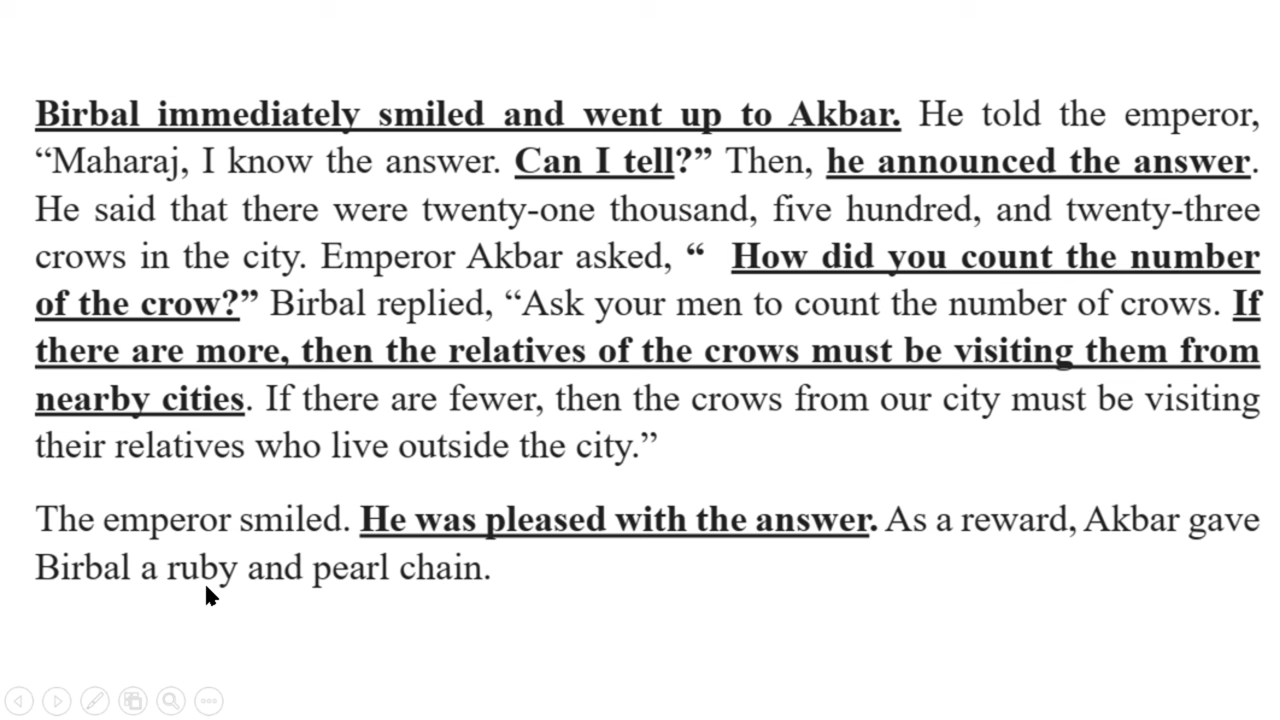 Birbal immediately smiled and went up to Akbar. He told the emperor,
“Maharaj, I know the answer. Can I tell?” Then, he announced the answer.
He said that there were twenty-one thousand, five hundred, and twenty-three
crows in the city. Emperor Akbar asked, “ How did you count the number
of the crow?” Birbal replied, “Ask your men to count the number of crows. If
there are more, then the relatives of the crows must be visiting them from
nearby cities. If there are fewer, then the crows from our city must be visiting
their relatives who live outside the city.”
The emperor smiled. He was pleased with the answer. As a reward, Akbar gave
Birbal a ruby and pearl chain.